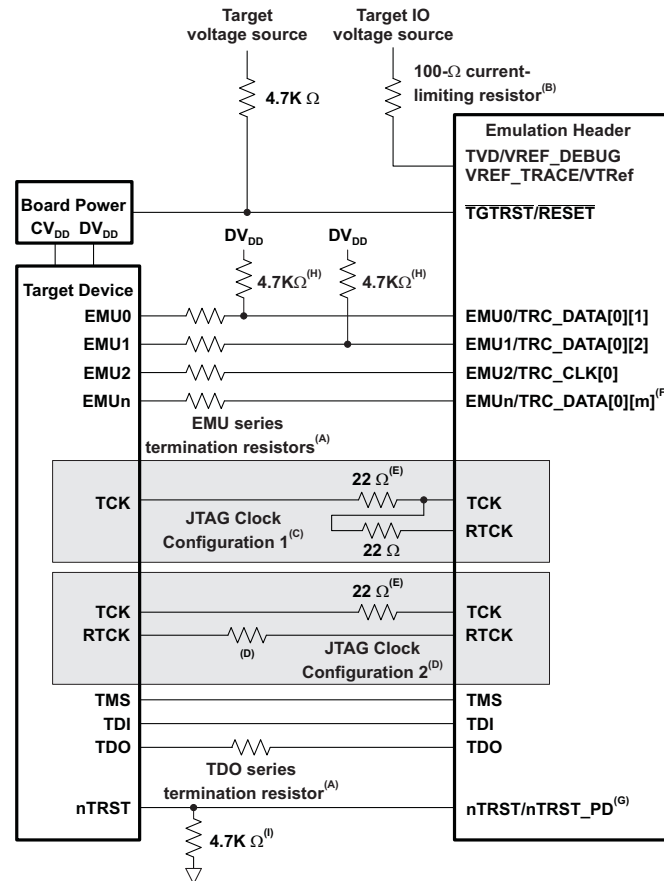 Target
voltage source
Target IO
voltage source
4.7K Ω
100-Ω current-
limiting resistor(B)
Emulation Header
TVD/VREF_DEBUG
VREF_TRACE/VTRef
Board Power
CVDD DVDD
TGTRST/RESET
DVDD
DVDD
4.7KΩ(H)
4.7KΩ(H)
Target Device
EMU0
EMU0/TRC_DATA[0][1]
EMU1
EMU1/TRC_DATA[0][2]
EMU2
EMU2/TRC_CLK[0]
EMUn
EMUn/TRC_DATA[0][m](F
EMU series
termination resistors(A)
22 Ω(E)
TCK
TCK
JTAG Clock
Configuration 1(C)
RTCK
22 Ω
22 Ω(E)
TCK
TCK
RTCK
RTCK
(D)
JTAG Clock
Configuration 2(D)
TMS
TMS
TDI
TDI
TDO
TDO
TDO series
termination resistor(A)
nTRST
nTRST/nTRST_PD(G)
4.7K Ω(I)